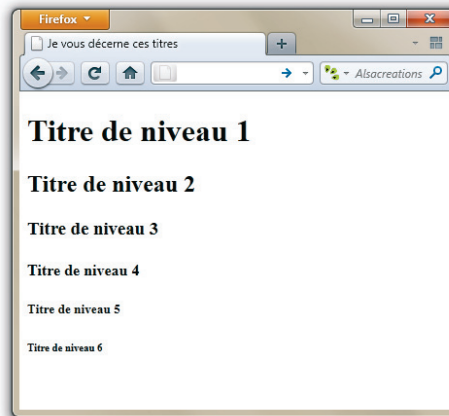 Firefox
Je vous décerne ces titres
Alsacreations
Titre de niveau 1
Titre de niveau 2
Titre de niveau 3
Titre de niveau 4
Titre de niveau 5
Titre de niveau 6